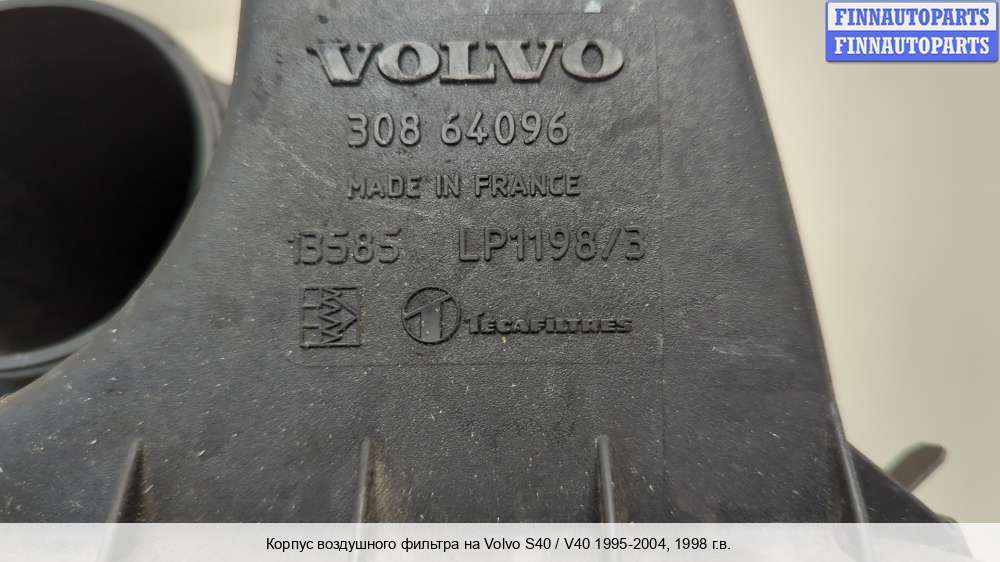 FINNAUTOPARTS
FINNAUTOPARTS
VOLVO
308 64096
MADE IN FRANCE
13585 LP1198/3
TECAFILTRES
Корпус воздушного фильтра на Volvo S40 / V40 1995-2004, 1998 г.в.